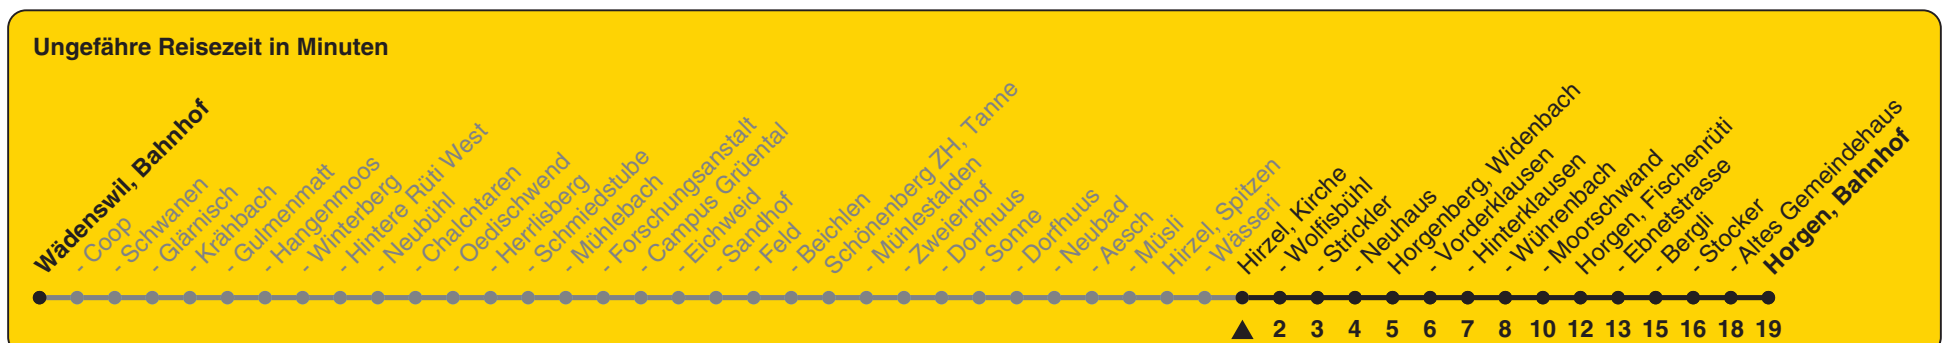 Ungefähre Reisezeit in Minuten
Wädenswil, Bahnhof
- Coop
- Schwanen
- Glärnisch
- Krähbach
- Gulmenmatt
- Hangenmoos
- Winterberg
- Hintere Rüti West
- Neubühl
- Chalchtaren
- Oedischwend
- Herrlisberg
- Schmiedstube
- Mühlebach
- Forschungsanstalt
- Campus Grüental
- Eichweid
- Sandhof
- Feld
- Beichlen
Schönenberg ZH, Tanne
- Mühlestalden
- Zweierhof
- Dorfhuus
- Sonne
- Dorfhuus
- Neubad
- Aesch
- Müsli
Hirzel, Spitzen
- Wässeri
Hirzel, Kirche
- Wolfisbühl
- Strickler
- Neuhaus
Horgenberg, Widenbach
- Vorderklausen
- Hinterklausen
- Wührenbach
- Moorschwand
Horgen, Fischenrüti
- Ebnetstrasse
- Bergli
- Stocker
- Altes Gemeindehaus
Horgen, Bahnhof
2 3 4 5 6 7 8 10 12 13 15 16 18 19